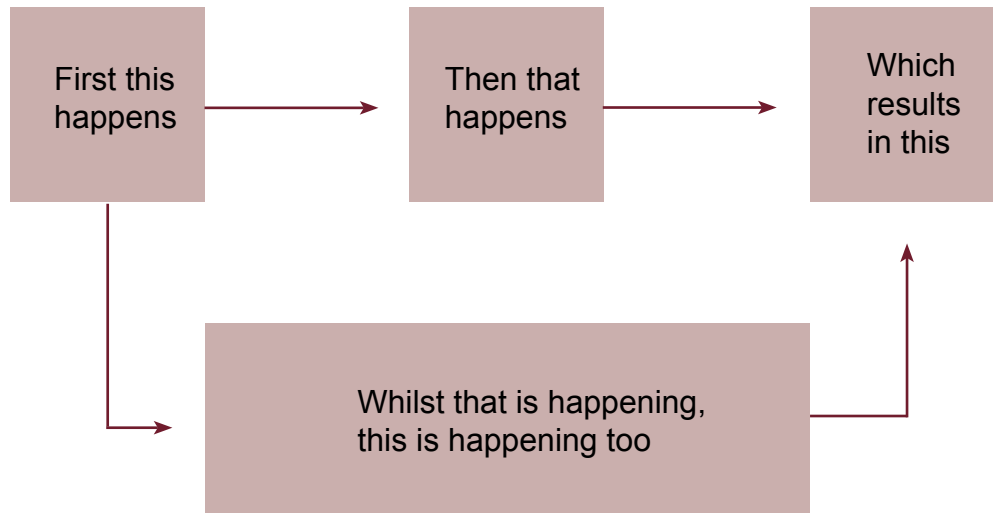 First this
happens
Then that
happens
Which
results
in this
Whilst that is happening,
this is happening too